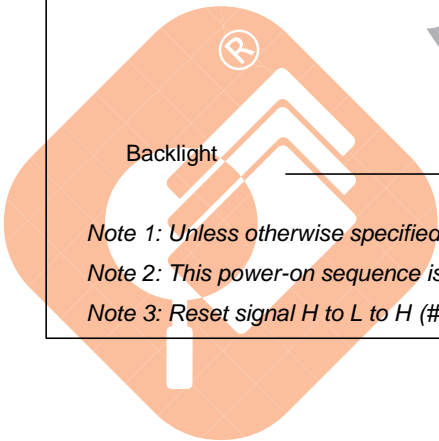 ®
Backlight
Note 1: Unless otherwise specified
Note 2: This power-on sequence is
Note 3: Reset signal H to L to H (#